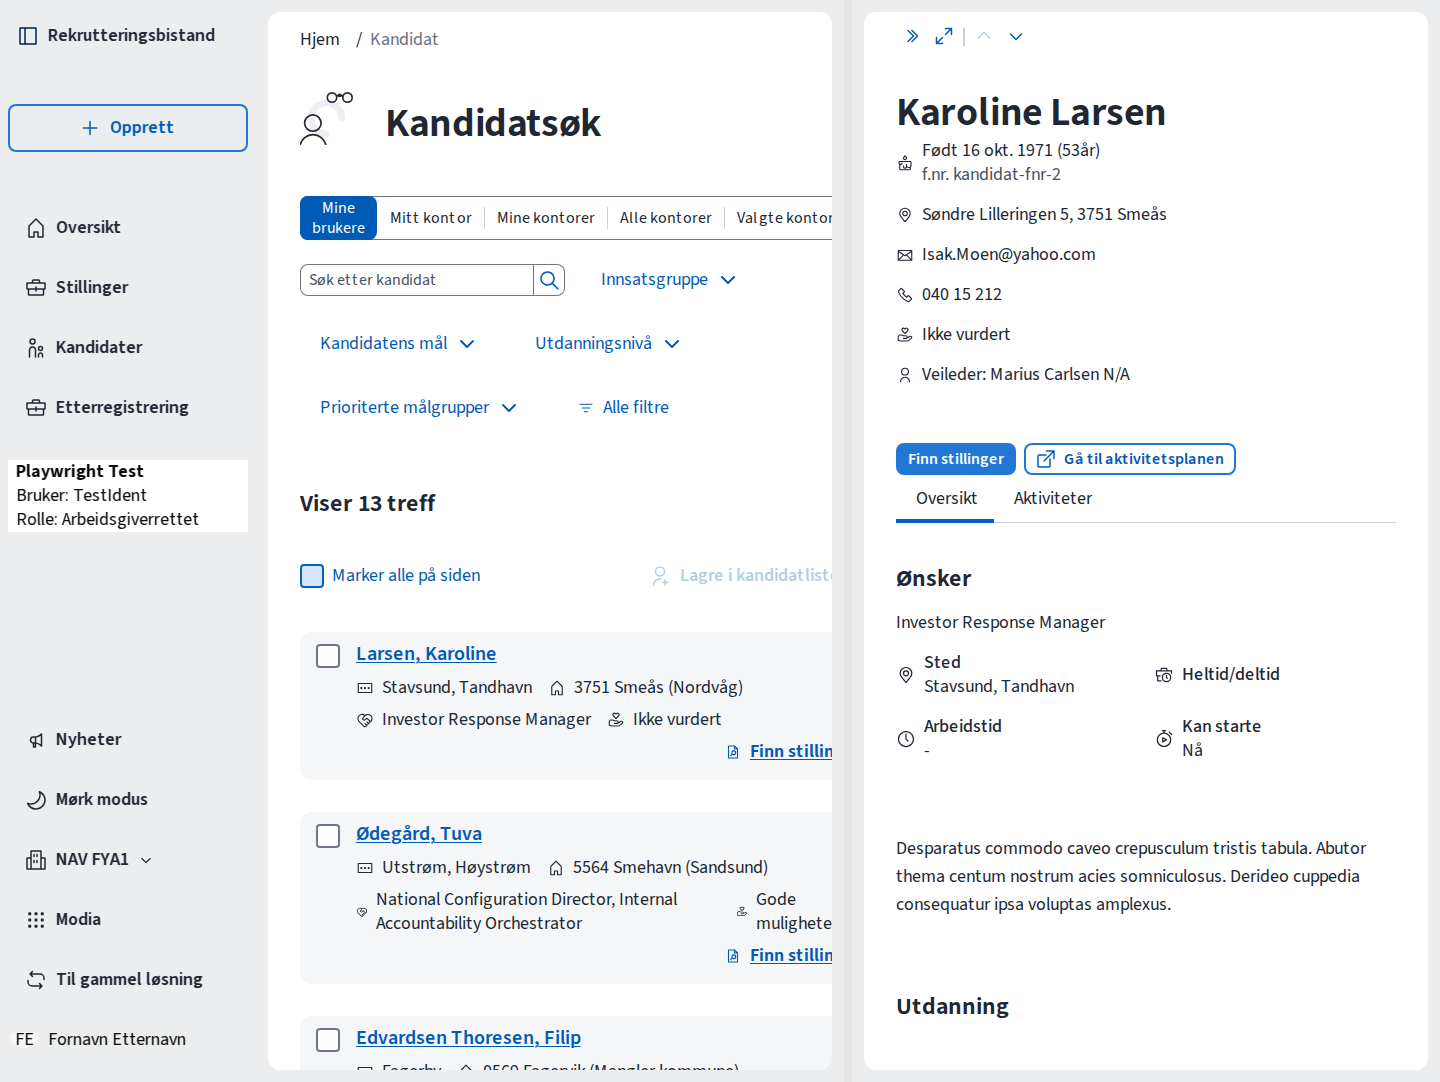 Rekrutteringsbistand
Opprett
Oversikt
Stillinger
Kandidater
Etterregistrering
Playwright Test
Bruker: TestIdent
Rolle: Arbeidsgiverrettet
Nyheter
Mørk modus
NAV FYA1
Modia
Til gammel løsning
FE Fornavn Etternavn
Hjem / Kandidat
Kandidatsøk
Mine brukere
Mitt kontor
Mine kontorer
Alle kontorer
Valgte kontor
Søk etter kandidat
Innsatsgruppe
Kandidatens mål
Utdanningsnivå
Prioriterte målgrupper
Alle filtre
Viser 13 treff
Marker alle på siden
Lagre i kandidatliste
Larsen, Karoline
Stavsund, Tandhavn
3751 Smeås (Nordvåg)
Investor Response Manager
Ikke vurdert
Finn stillin
Ødegård, Tuva
Utstrøm, Høystrøm
5564 Smehavn (Sandsund)
National Configuration Director, Internal
Accountability Orchestrator
Gode
mulighete
Finn stillin
Edvardsen Thoresen, Filip
Fagerby
0569 Fagervik (Mangler kommune)
Karoline Larsen
Født 16 okt. 1971 (53år)
f.nr. kandidat-fnr-2
Søndre Lilleringen 5, 3751 Smeås
Isak.Moen@yahoo.com
040 15 212
Ikke vurdert
Veileder: Marius Carlsen N/A
Finn stillinger
Gå til aktivitetsplanen
Oversikt
Aktiviteter
Ønsker
Investor Response Manager
Sted
Stavsund, Tandhavn
Heltid/deltid
Arbeidstid
-
Kan starte
Nå
Desparatus commodo caveo crepusculum tristis tabula. Abutor
thema centum nostrum acies somniculosus. Derideo cuppedia
consequatur ipsa voluptas amplexus.
Utdanning